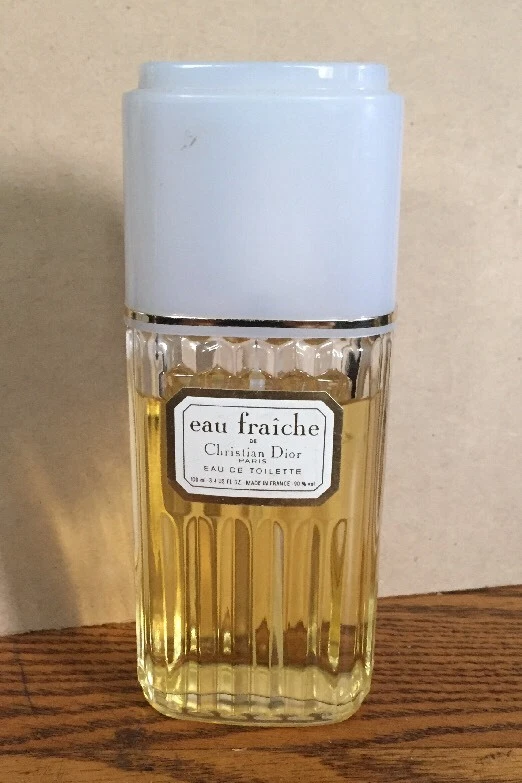 eau fraîche
DE
Christian Dior
PARIS
EAU DE TOILETTE
100 ml · 3.4 US FL OZ · MADE IN FRANCE · 90 % vol